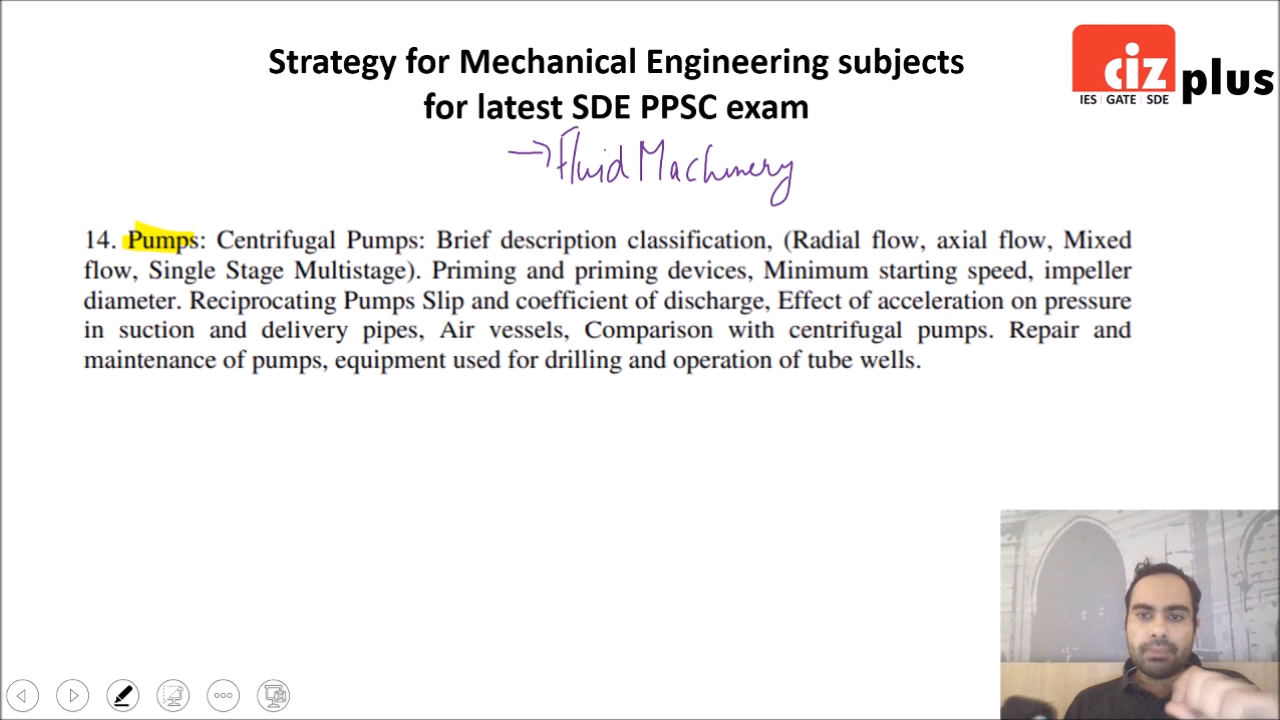 Strategy for Mechanical Engineering subjects
for latest SDE PPSC exam
ciz plus
IES | GATE | SDE
→ Fluid Machinery
14. Pumps: Centrifugal Pumps: Brief description classification, (Radial flow, axial flow, Mixed
flow, Single Stage Multistage). Priming and priming devices, Minimum starting speed, impeller
diameter. Reciprocating Pumps Slip and coefficient of discharge, Effect of acceleration on pressure
in suction and delivery pipes, Air vessels, Comparison with centrifugal pumps. Repair and
maintenance of pumps, equipment used for drilling and operation of tube wells.